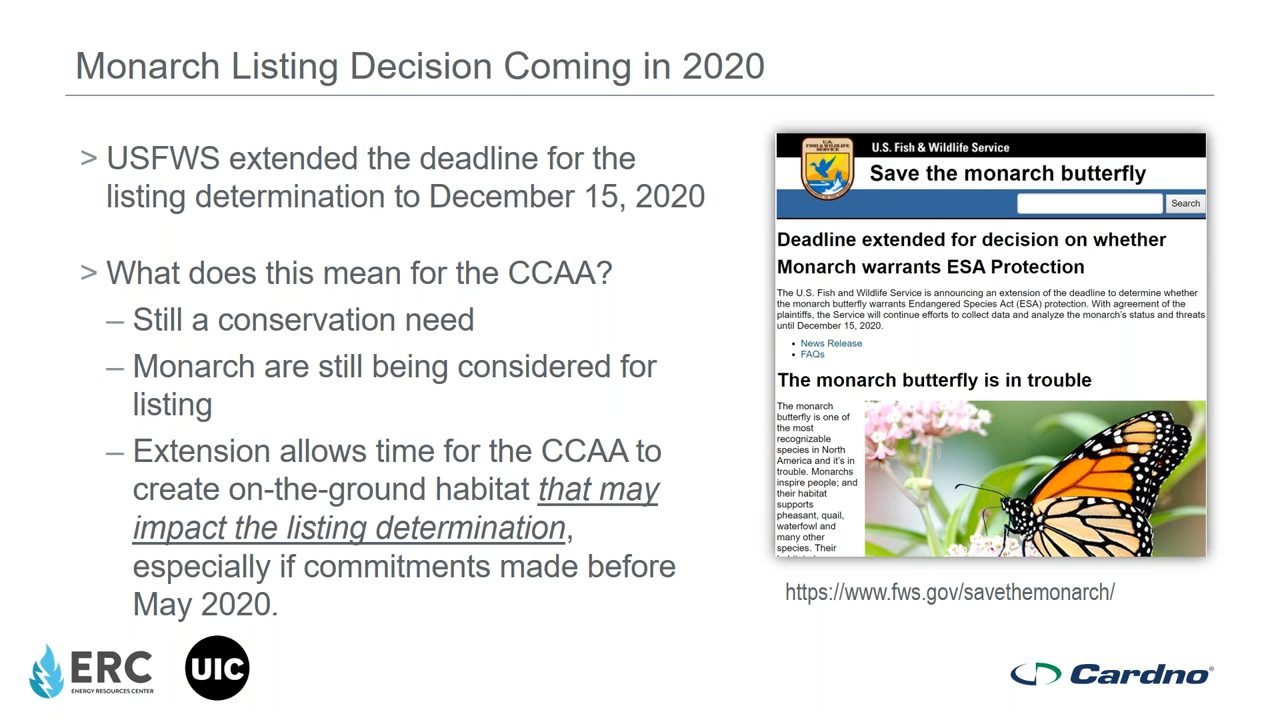 Monarch Listing Decision Coming in 2020
> USFWS extended the deadline for the
listing determination to December 15, 2020
> What does this mean for the CCAA?
– Still a conservation need
– Monarch are still being considered for
listing
– Extension allows time for the CCAA to
create on-the-ground habitat that may
impact the listing determination,
especially if commitments made before
May 2020.
U.S.
FISH & WILDLIFE
SERVICE
U.S. Fish & Wildlife Service
Save the monarch butterfly
Search
Deadline extended for decision on whether
Monarch warrants ESA Protection
The U.S. Fish and Wildlife Service is announcing an extension of the deadline to determine whether
the monarch butterfly warrants Endangered Species Act (ESA) protection. With agreement of the
plaintiffs, the Service will continue efforts to collect data and analyze the monarch's status and threats
until December 15, 2020.
• News Release
• FAQs
The monarch butterfly is in trouble
The monarch
butterfly is one of
the most
recognizable
species in North
America and it's in
trouble. Monarchs
inspire people; and
their habitat
supports
pheasant, quail,
waterfowl and
many other
species. Their
https://www.fws.gov/savethemonarch/
ERC
ENERGY RESOURCES CENTER
UIC
Cardno®